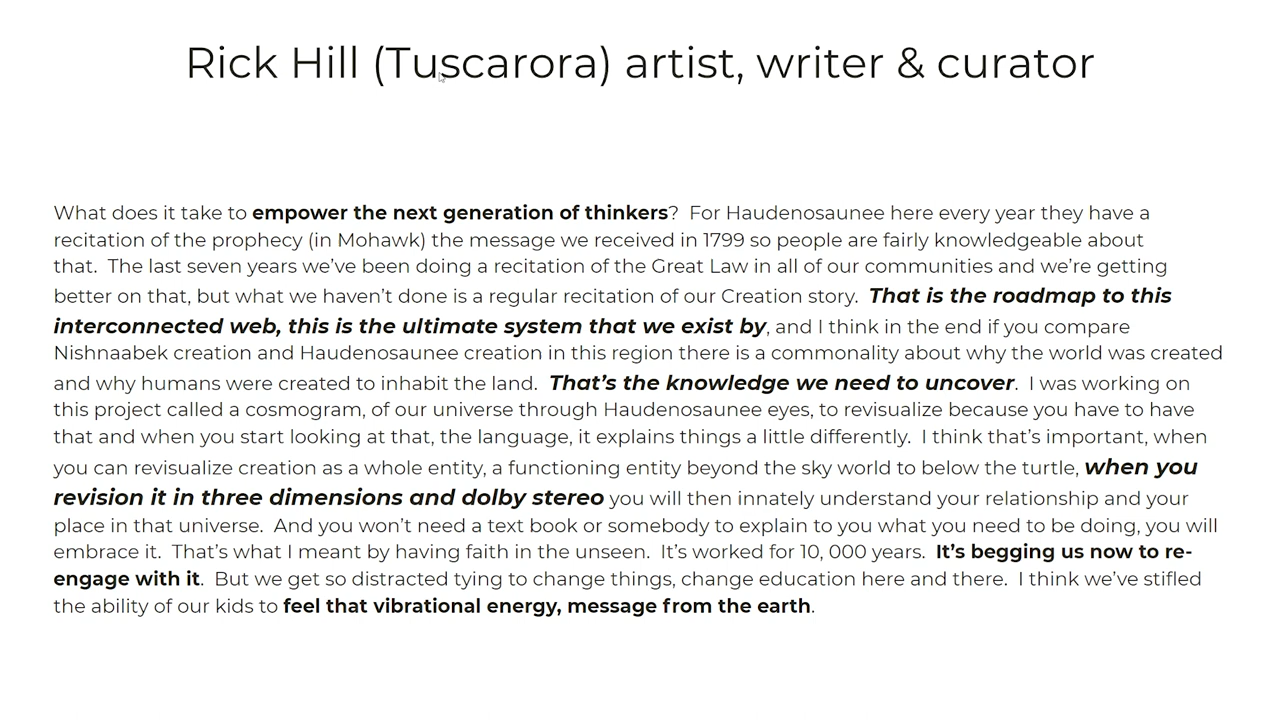 Rick Hill (Tuscarora) artist, writer & curator
What does it take to empower the next generation of thinkers?  For Haudenosaunee here every year they have a
recitation of the prophecy (in Mohawk) the message we received in 1799 so people are fairly knowledgeable about
that.  The last seven years we've been doing a recitation of the Great Law in all of our communities and we're getting
better on that, but what we haven't done is a regular recitation of our Creation story.  That is the roadmap to this
interconnected web, this is the ultimate system that we exist by, and I think in the end if you compare
Nishnaabek creation and Haudenosaunee creation in this region there is a commonality about why the world was created
and why humans were created to inhabit the land.  That's the knowledge we need to uncover.  I was working on
this project called a cosmogram, of our universe through Haudenosaunee eyes, to revisualize because you have to have
that and when you start looking at that, the language, it explains things a little differently.  I think that's important, when
you can revisualize creation as a whole entity, a functioning entity beyond the sky world to below the turtle, when you
revision it in three dimensions and dolby stereo you will then innately understand your relationship and your
place in that universe.  And you won't need a text book or somebody to explain to you what you need to be doing, you will
embrace it.  That's what I meant by having faith in the unseen.  It's worked for 10, 000 years.  It's begging us now to re-
engage with it.  But we get so distracted tying to change things, change education here and there.  I think we've stifled
the ability of our kids to feel that vibrational energy, message from the earth.